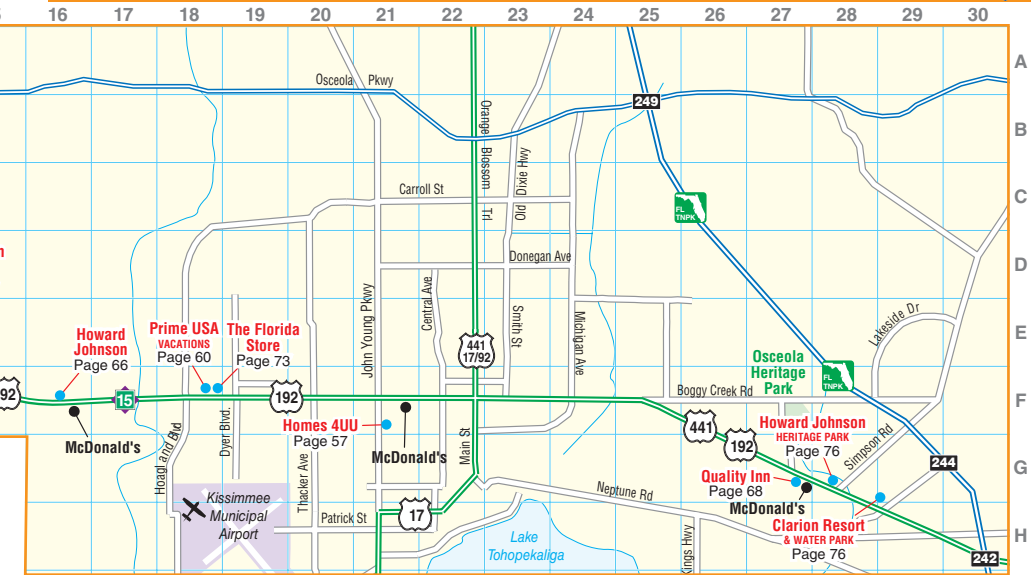 16 17 18 19 20 21 22 23 24 25 26 27 28 29 30
A
Osceola Pkwy
249
B
Orange Blossom Trl
Old Dixie Hwy
Carroll St
C
FL
TNPK
Donegan Ave
D
John Young Pkwy
Central Ave
Smith St
Michigan Ave
Lakeside Dr
E
Howard
Johnson
Page 66
Prime USA
VACATIONS
Page 60
The Florida
Store
Page 73
441
17/92
Osceola
Heritage
Park
FL
TNPK
92
15
192
Boggy Creek Rd
F
McDonald's
Hoagland Blvd
Dyer Blvd.
Homes 4UU
Page 57
McDonald's
Main St
441
192
Howard Johnson
HERITAGE PARK
Page 76
Simpson Rd
244
G
Thacker Ave
Quality Inn
Page 68
McDonald's
Neptune Rd
Kissimmee
Municipal
Airport
Patrick St
17
Clarion Resort
& WATER PARK
Page 76
H
Lake
Tohopekaliga
Kings Hwy
242